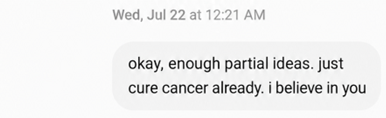 Wed, Jul 22 at 12:21 AM
okay, enough partial ideas. just
cure cancer already. i believe in you